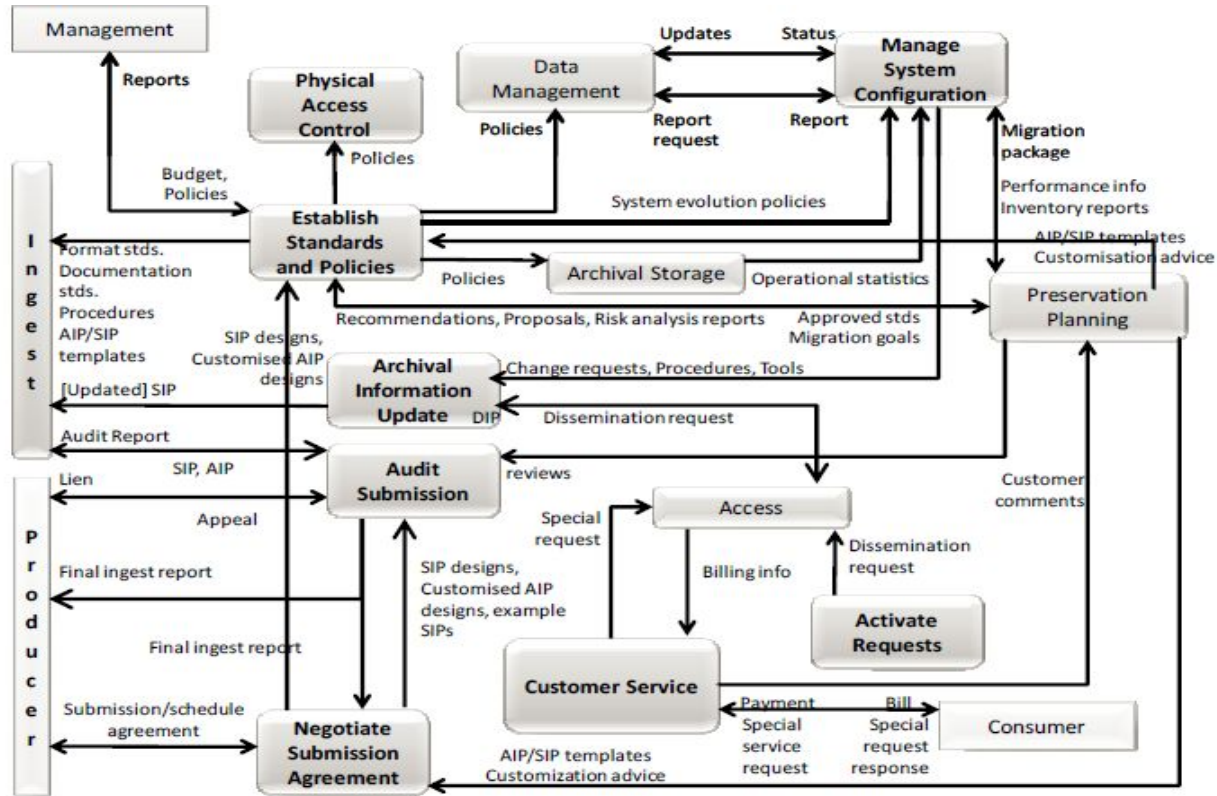 Management
Reports
Physical
Access
Control
Policies
Budget,
Policies
Data
Management
Policies
Updates
Status
Report
request
Report
Manage
System
Configuration
Migration
package
Performance info
Inventory reports
System evolution policies
Establish
Standards
and Policies
Ingest
Format stds.
Documentation
stds.
Procedures
AIP/SIP
templates
Policies
Archival Storage
Operational statistics
AIP/SIP templates
Customisation advice
Preservation
Planning
Recommendations, Proposals, Risk analysis reports
Approved stds
Migration goals
SIP designs,
Customised AIP
designs
Archival
Information
Update
Change requests, Procedures, Tools
[Updated] SIP
DIP
Dissemination request
Audit Report
SIP, AIP
Audit
Submission
reviews
Producer
Lien
Appeal
Special
request
Access
Customer
comments
Final ingest report
SIP designs,
Customised AIP
designs, example
SIPs
Billing info
Dissemination
request
Activate
Requests
Final ingest report
Customer Service
Submission/schedule
agreement
Negotiate
Submission
Agreement
Payment
Special
service
request
Bill
Special
request
response
Consumer
AIP/SIP templates
Customization advice